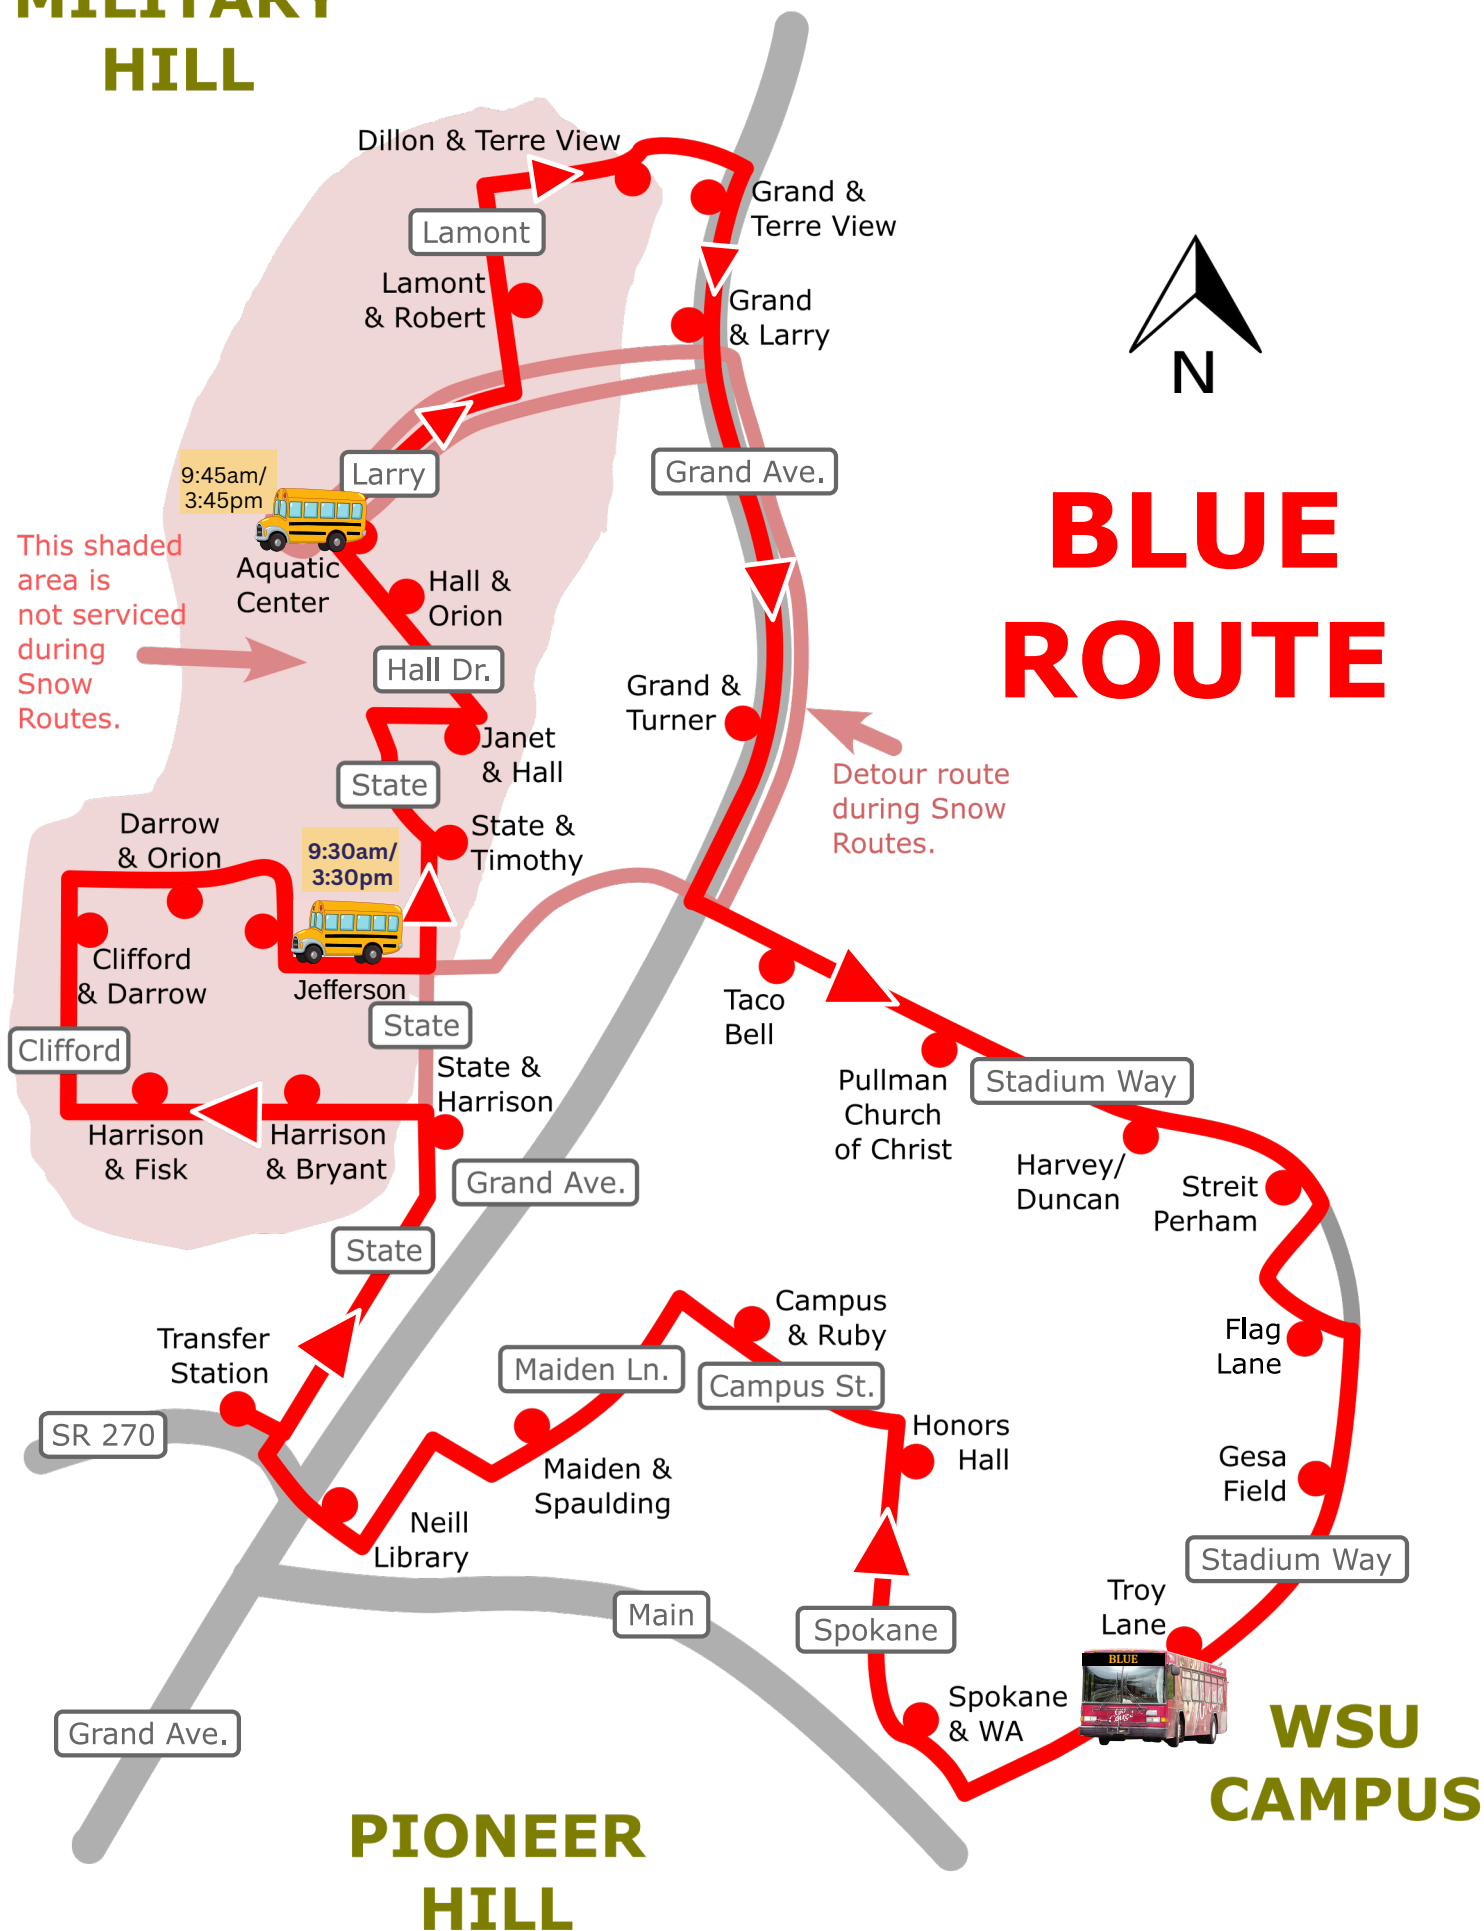 MILITARY
HILL
Dillon & Terre View
Grand &
Terre View
Lamont
Lamont
& Robert
Grand
& Larry
N
9:45am/
3:45pm
Larry
Grand Ave.
BLUE
ROUTE
This shaded
area is
not serviced
during
Snow
Routes.
Aquatic
Center
Hall &
Orion
Hall Dr.
Grand &
Turner
Janet
& Hall
State
Detour route
during Snow
Routes.
Darrow
& Orion
9:30am/
3:30pm
State &
Timothy
Clifford
& Darrow
Jefferson
Taco
Bell
State
Clifford
State &
Harrison
Pullman
Church
of Christ
Stadium Way
Harrison
& Fisk
Harrison
& Bryant
Grand Ave.
Harvey/
Duncan
Streit
Perham
State
Transfer
Station
Campus
& Ruby
Flag
Lane
Maiden Ln.
Campus St.
SR 270
Honors
Hall
Maiden &
Spaulding
Gesa
Field
Neill
Library
Stadium Way
Main
Spokane
Troy
Lane
BLUE
Spokane
& WA
Grand Ave.
WSU
CAMPUS
PIONEER
HILL